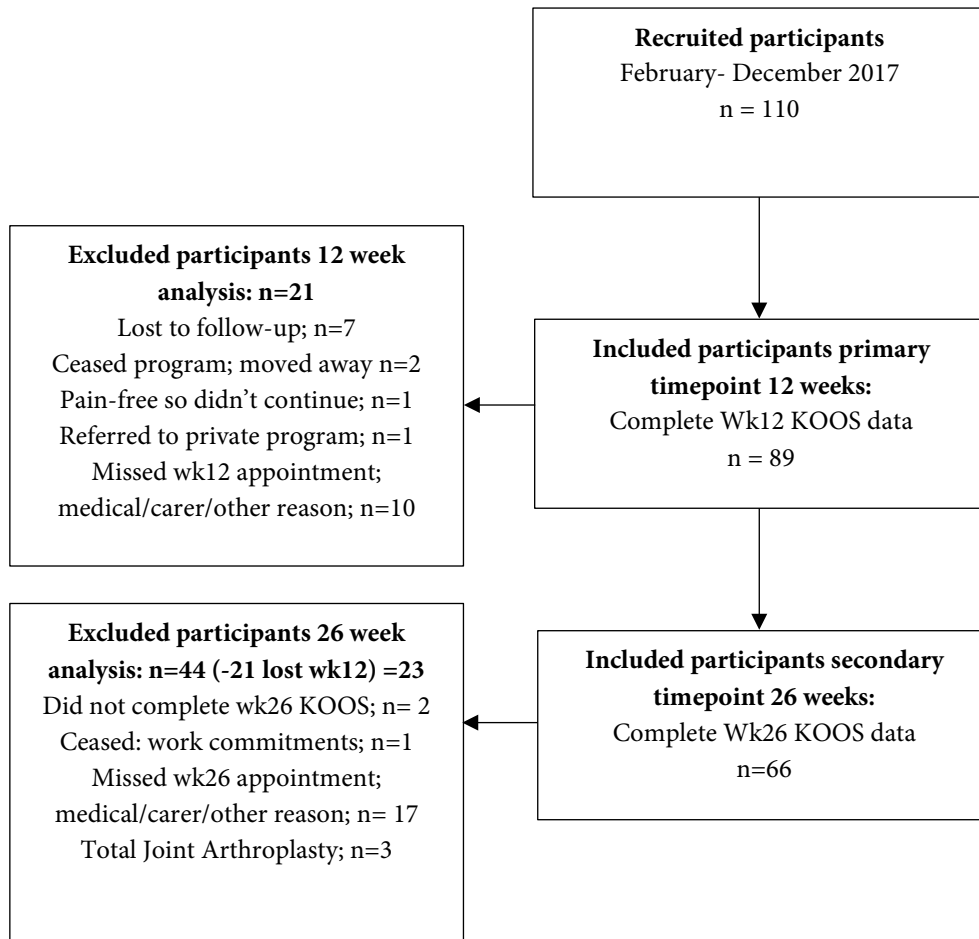 Recruited participants
February- December 2017
n = 110
Excluded participants 12 week
analysis: n=21
Lost to follow-up; n=7
Ceased program; moved away n=2
Pain-free so didn't continue; n=1
Referred to private program; n=1
Missed wk12 appointment;
medical/carer/other reason; n=10
Included participants primary
timepoint 12 weeks:
Complete Wk12 KOOS data
n = 89
Excluded participants 26 week
analysis: n=44 (-21 lost wk12) =23
Did not complete wk26 KOOS; n= 2
Ceased: work commitments; n=1
Missed wk26 appointment;
medical/carer/other reason; n= 17
Total Joint Arthroplasty; n=3
Included participants secondary
timepoint 26 weeks:
Complete Wk26 KOOS data
n=66